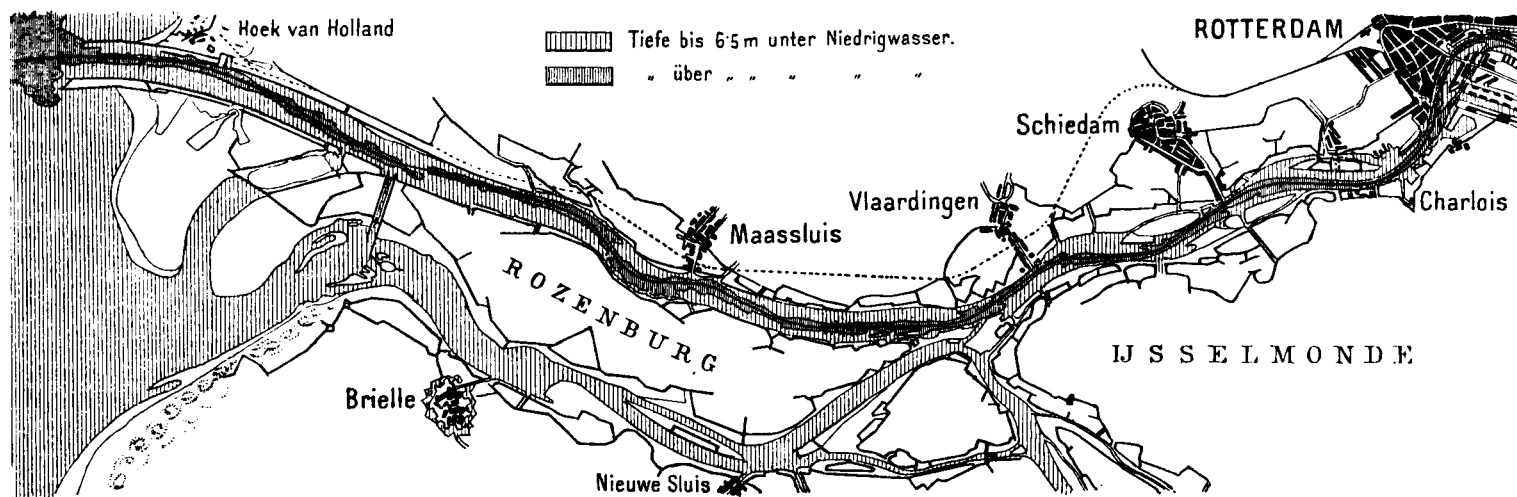 Hoek van Holland
Tiefe bis 6·5 m unter Niedrigwasser.
„ über „ „ „ „ „
ROTTERDAM
Schiedam
Vlaardingen
Charlois
Maassluis
ROZENBURG
IJSSELMONDE
Brielle
Nieuwe Sluis